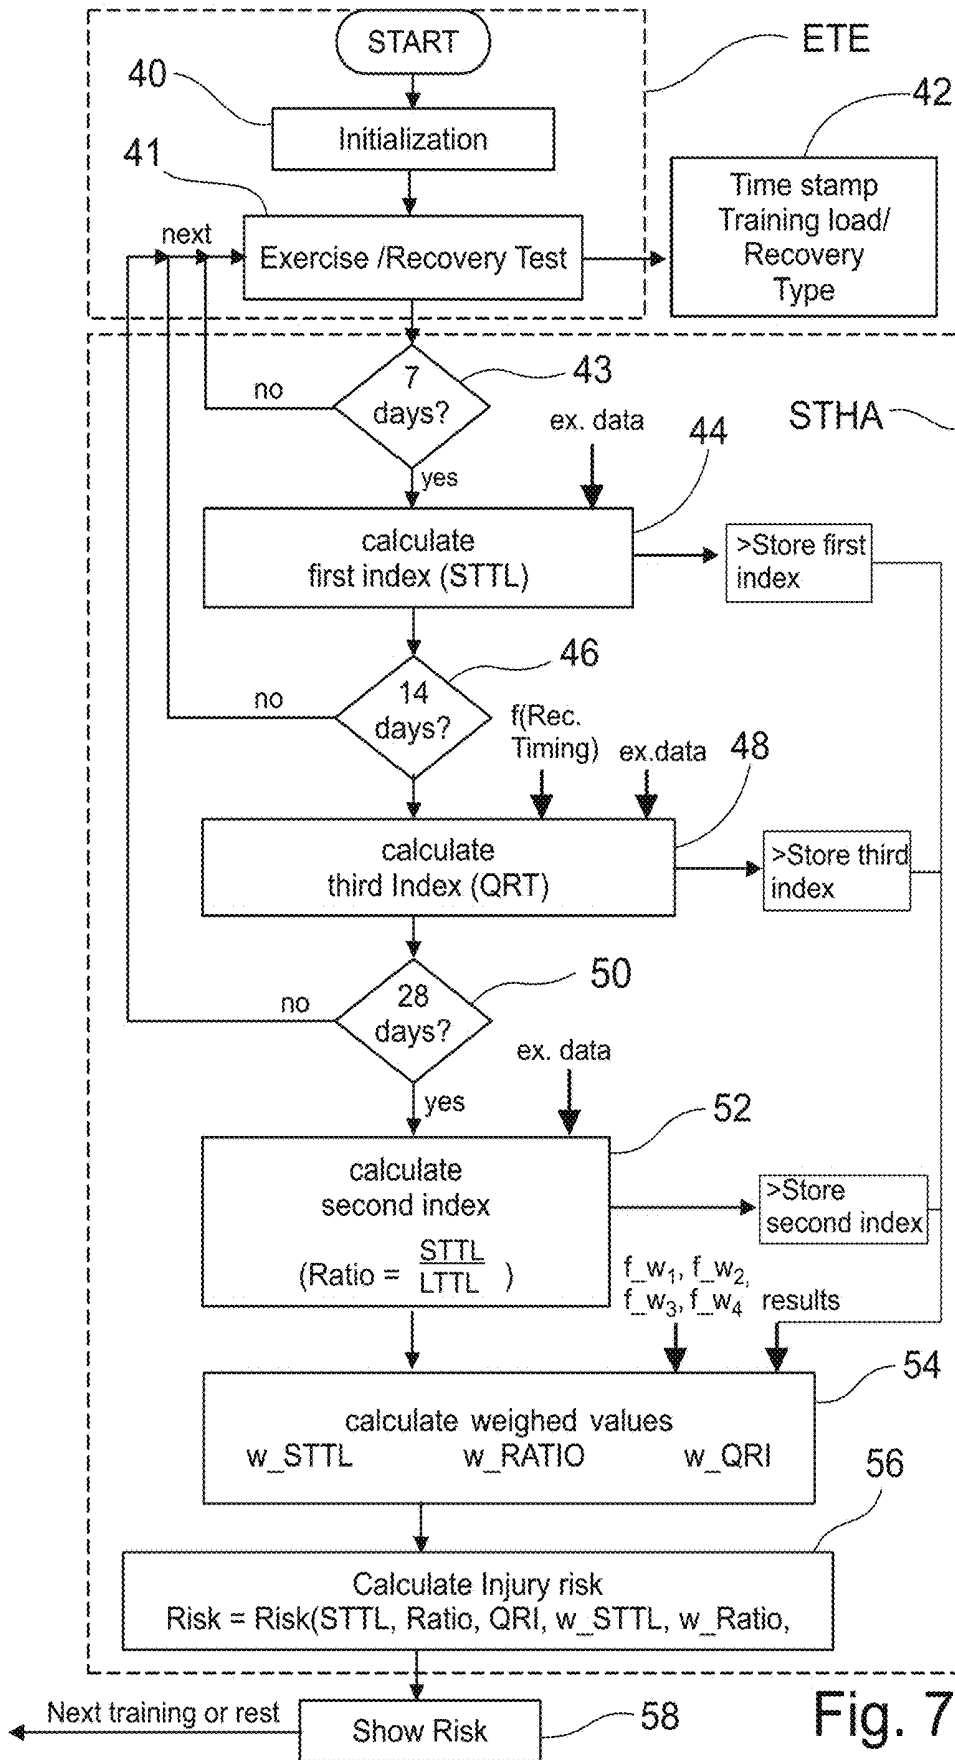 START
ETE
40
Initialization
42
41
Time stamp
Training load/
Recovery
Type
next
Exercise /Recovery Test
7
days?
43
no
yes
STHA
ex. data
44
calculate
first index (STTL)
>Store first
index
14
days?
46
no
f(Rec.
Timing)
ex.data
48
calculate
third Index (QRT)
>Store third
index
28
days?
50
no
yes
ex. data
52
calculate
second index
(Ratio = STTL
LTTL )
>Store
second index
f_w₁, f_w₂,
f_w₃, f_w₄ results
54
calculate weighed values
w_STTL w_RATIO w_QRI
56
Calculate Injury risk
Risk = Risk(STTL, Ratio, QRI, w_STTL, w_Ratio,
Next training or rest
Show Risk
58
Fig. 7